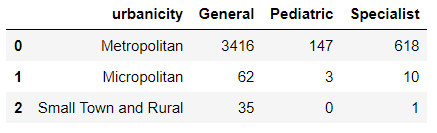 urbanicity General Pediatric Specialist
0 Metropolitan 3416 147 618
1 Micropolitan 62 3 10
2 Small Town and Rural 35 0 1